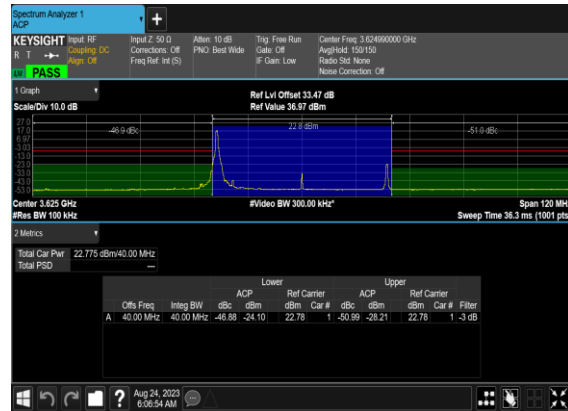 Spectrum Analyzer 1
ACP
KEYSIGHT
R T
PASS
Input: RF
Coupling: DC
Align: Off
Input Z: 50 Ω
Corrections: Off
Freq Ref: Int (S)
Atten: 10 dB
PNO: Best Wide
Trig: Free Run
Gate: Off
IF Gain: Low
Center Freq: 3.624990000 GHz
Avg|Hold: 150/150
Radio Std: None
Noise Correction: Off
1 Graph
Scale/Div 10.0 dB
Ref Lvl Offset 33.47 dB
Ref Value 36.97 dBm
27.0
17.0
6.97
-3.03
-13.0
-23.0
-33.0
-43.0
-53.0
-46.9 dBc
22.8 dBm
-51.0 dBc
Center 3.625 GHz
#Res BW 100 kHz
#Video BW 300.00 kHz*
Span 120 MH
Sweep Time 36.3 ms (1001 pts
2 Metrics
Total Car Pwr 22.775 dBm/40.00 MHz
Total PSD ---
Lower Upper
ACP Ref Carrier ACP Ref Carrier
Offs Freq Integ BW dBc dBm dBm Car # dBc dBm dBm Car # Filter
A 40.00 MHz 40.00 MHz -46.88 -24.10 22.78 1 -50.99 -28.21 22.78 1 -3 dB
?
Aug 24, 2023
6:06:54 AM